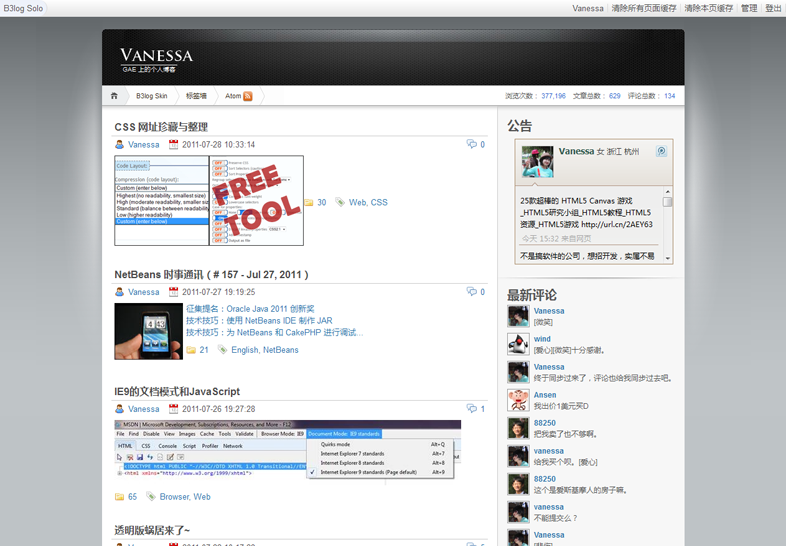 B3log Solo
Vanessa 清除所有页面缓存 清除本页缓存 管理 登出
VANESSA
GAE 上的个人博客
B3log Skin 标签墙 Atom 浏览次数： 377,196 文章总数： 629 评论总数： 134
CSS 网址珍藏与整理
Vanessa 2011-07-28 10:33:14 0
Code Layout:
Compression (code layout):
Custom (enter below)
Highest (no readability, smallest size)
High (moderate readability, smaller size)
Standard (balance between readability
Low (higher readability)
Custom (enter below)
FREE TOOL
30 Web, CSS
NetBeans 时事通讯（# 157 - Jul 27, 2011）
Vanessa 2011-07-27 19:19:25 0
征集提名：Oracle Java 2011 创新奖
技术技巧：使用 NetBeans IDE 制作 JAR
技术技巧：为 NetBeans 和 CakePHP 进行调试...
21 English, NetBeans
IE9的文档模式和JavaScript
Vanessa 2011-07-26 19:27:28 1
File Find Disable View Images Cache Tools Validate Browser Mode: IE9 Document Mode: IE9 standards
HTML CSS Console Script Profiler Network
Quirks mode Alt+Q
Internet Explorer 7 standards Alt+7
Internet Explorer 8 standards Alt+8
Internet Explorer 9 standards (Page default) Alt+9
65 Browser, Web
透明版蜗居来了~
公告
Vanessa 女 浙江 杭州
25款超棒的 HTML5 Canvas 游戏
_HTML5研究小组_HTML5教程_HTML5
资源_HTML5游戏 http://url.cn/2AEY63
今天 15:32 来自网页
不是搞软件的公司，想招开发，实属不易
最新评论
Vanessa
[微笑]
wind
[爱心][微笑]十分感谢。
Vanessa
终于同步过来了，评论也给我同步过去吧。
Ansen
我出价1美元买D
88250
把我卖了也不够啊。
vanessa
给我买个呗。[爱心]
88250
这个是爱斯基摩人的房子嘛。
vanessa
不能提交么？
Vanessa